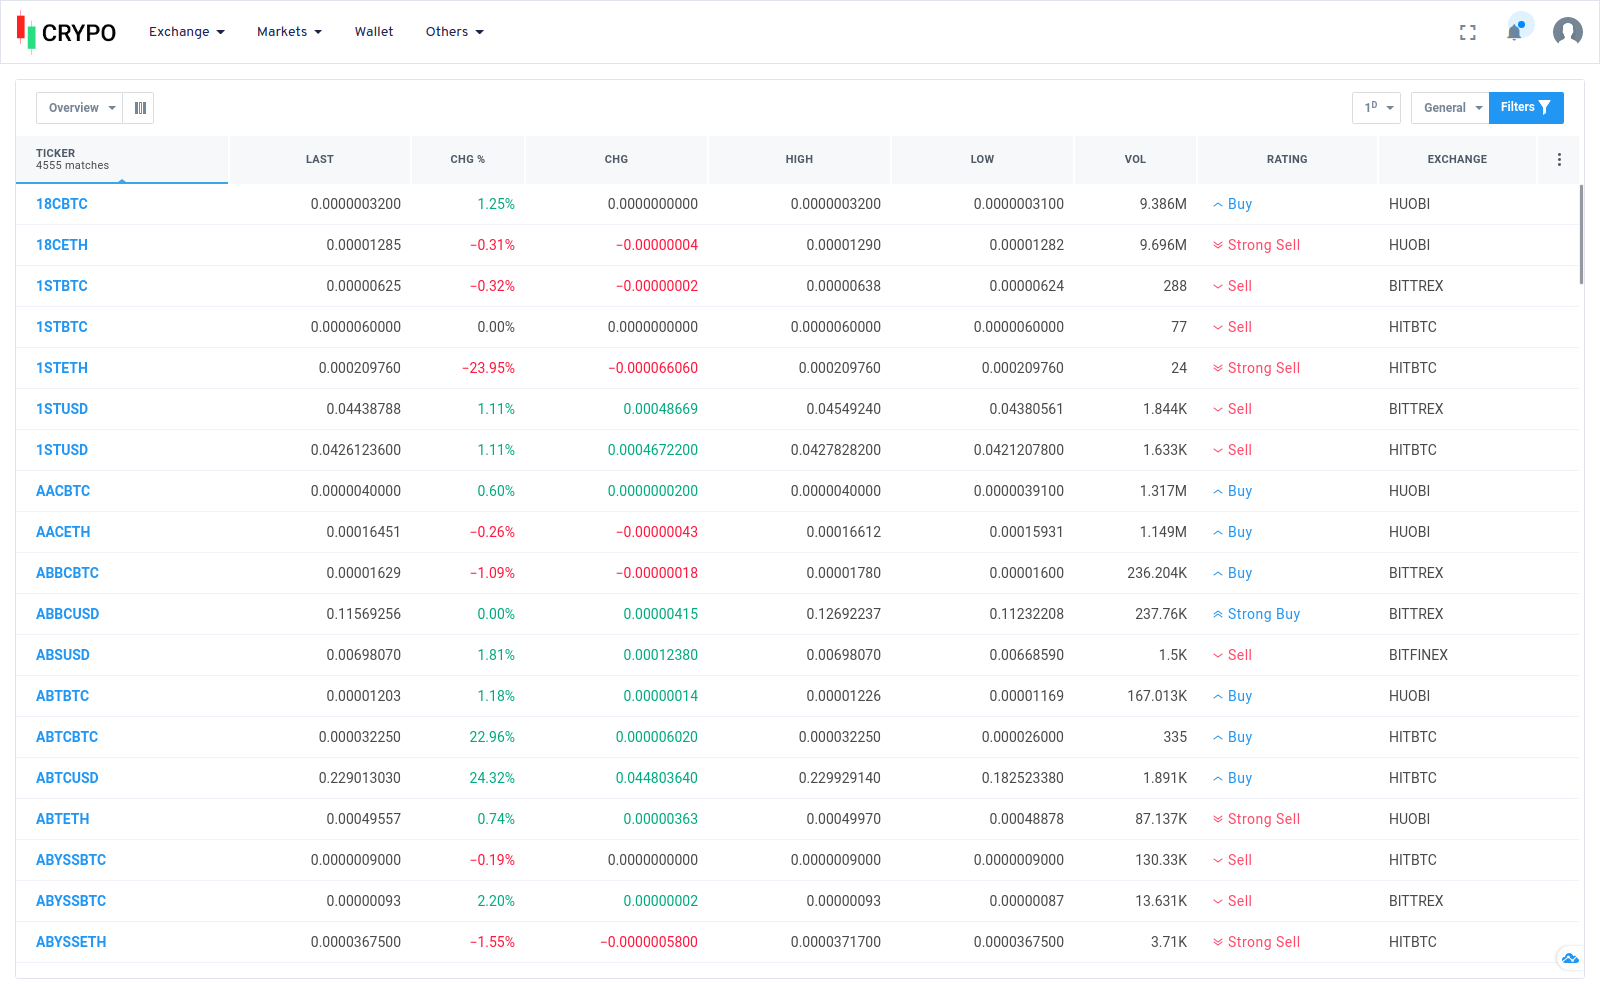 CRYPO Exchange Markets Wallet Others
Overview 1D General Filters
TICKER LAST CHG % CHG HIGH LOW VOL RATING EXCHANGE
4555 matches
18CBTC 0.0000003200 1.25% 0.0000000000 0.0000003200 0.0000003100 9.386M Buy HUOBI
18CETH 0.00001285 −0.31% −0.00000004 0.00001290 0.00001282 9.696M Strong Sell HUOBI
1STBTC 0.00000625 −0.32% −0.00000002 0.00000638 0.00000624 288 Sell BITTREX
1STBTC 0.0000060000 0.00% 0.0000000000 0.0000060000 0.0000060000 77 Sell HITBTC
1STETH 0.000209760 −23.95% −0.000066060 0.000209760 0.000209760 24 Strong Sell HITBTC
1STUSD 0.04438788 1.11% 0.00048669 0.04549240 0.04380561 1.844K Sell BITTREX
1STUSD 0.0426123600 1.11% 0.0004672200 0.0427828200 0.0421207800 1.633K Sell HITBTC
AACBTC 0.0000040000 0.60% 0.0000000200 0.0000040000 0.0000039100 1.317M Buy HUOBI
AACETH 0.00016451 −0.26% −0.00000043 0.00016612 0.00015931 1.149M Buy HUOBI
ABBCBTC 0.00001629 −1.09% −0.00000018 0.00001780 0.00001600 236.204K Buy BITTREX
ABBCUSD 0.11569256 0.00% 0.00000415 0.12692237 0.11232208 237.76K Strong Buy BITTREX
ABSUSD 0.00698070 1.81% 0.00012380 0.00698070 0.00668590 1.5K Sell BITFINEX
ABTBTC 0.00001203 1.18% 0.00000014 0.00001226 0.00001169 167.013K Buy HUOBI
ABTCBTC 0.000032250 22.96% 0.000006020 0.000032250 0.000026000 335 Buy HITBTC
ABTCUSD 0.229013030 24.32% 0.044803640 0.229929140 0.182523380 1.891K Buy HITBTC
ABTETH 0.00049557 0.74% 0.00000363 0.00049970 0.00048878 87.137K Strong Sell HUOBI
ABYSSBTC 0.0000009000 −0.19% 0.0000000000 0.0000009000 0.0000009000 130.33K Sell HITBTC
ABYSSBTC 0.00000093 2.20% 0.00000002 0.00000093 0.00000087 13.631K Sell BITTREX
ABYSSETH 0.0000367500 −1.55% −0.0000005800 0.0000371700 0.0000367500 3.71K Strong Sell HITBTC